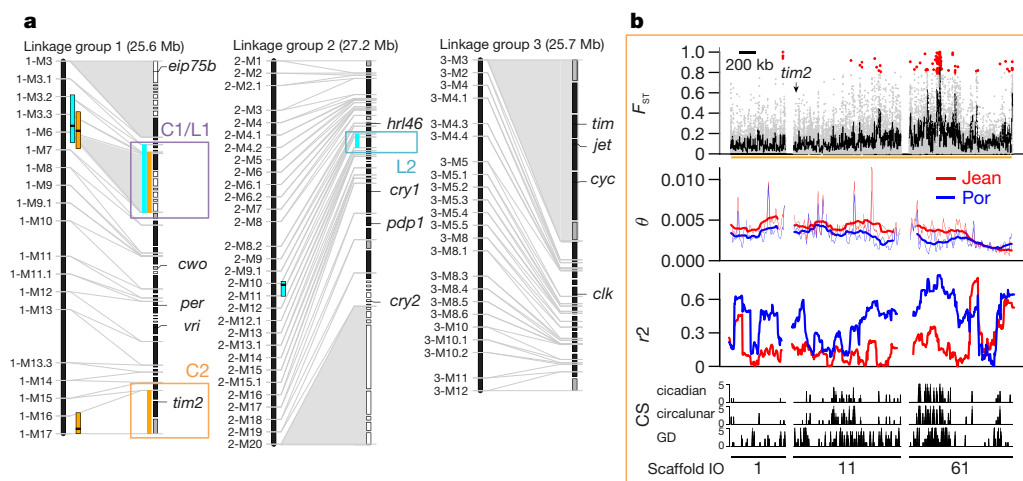 a
Linkage group 1 (25.6 Mb)
1-M3
1-M3.1
1-M3.2
1-M3.3
1-M6
1-M7
1-M8
1-M9
1-M9.1
1-M10
1-M11
1-M11.1
1-M12
1-M13
1-M13.3
1-M14
1-M15
1-M16
1-M17
eip75b
C1/L1
cwo
per
vri
C2
tim2
Linkage group 2 (27.2 Mb)
2-M1
2-M2
2-M2.1
2-M3
2-M4
2-M4.1
2-M4.2
2-M5
2-M6
2-M6.1
2-M6.2
2-M7
2-M8
2-M8.2
2-M9
2-M9.1
2-M10
2-M11
2-M12
2-M12.1
2-M13
2-M13.1
2-M14
2-M15
2-M15.1
2-M16
2-M17
2-M18
2-M19
2-M20
hrl46
L2
cry1
pdp1
cry2
Linkage group 3 (25.7 Mb)
3-M3
3-M2
3-M4
3-M4.1
3-M4.3
3-M4.4
3-M5
3-M5.1
3-M5.2
3-M5.3
3-M5.4
3-M5.5
3-M8
3-M8.1
3-M8.3
3-M8.4
3-M8.5
3-M8.6
3-M10
3-M10.1
3-M10.2
3-M11
3-M12
tim
jet
cyc
clk
b
1.0
0.8
0.6
0.4
0.2
0
FST
200 kb
tim2
0.010
0.005
0.000
θ
Jean
Por
0.6
0.3
0
r2
CS
cicadian
5
0
circalunar
5
0
GD
5
0
Scaffold IO
1
11
61